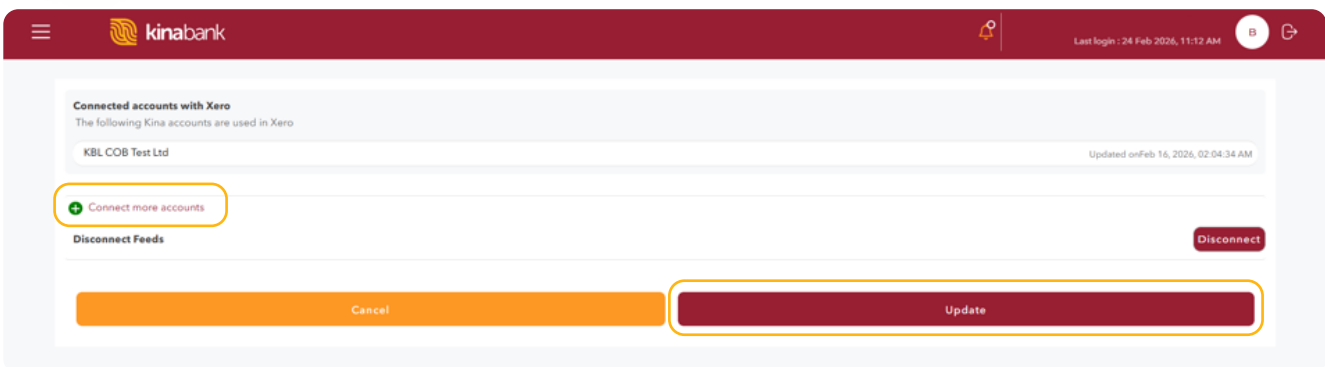 kinabank
Last login : 24 Feb 2026, 11:12 AM
B
Connected accounts with Xero
The following Kina accounts are used in Xero
KBL COB Test Ltd
Updated onFeb 16, 2026, 02:04:34 AM
Connect more accounts
Disconnect Feeds
Disconnect
Cancel
Update